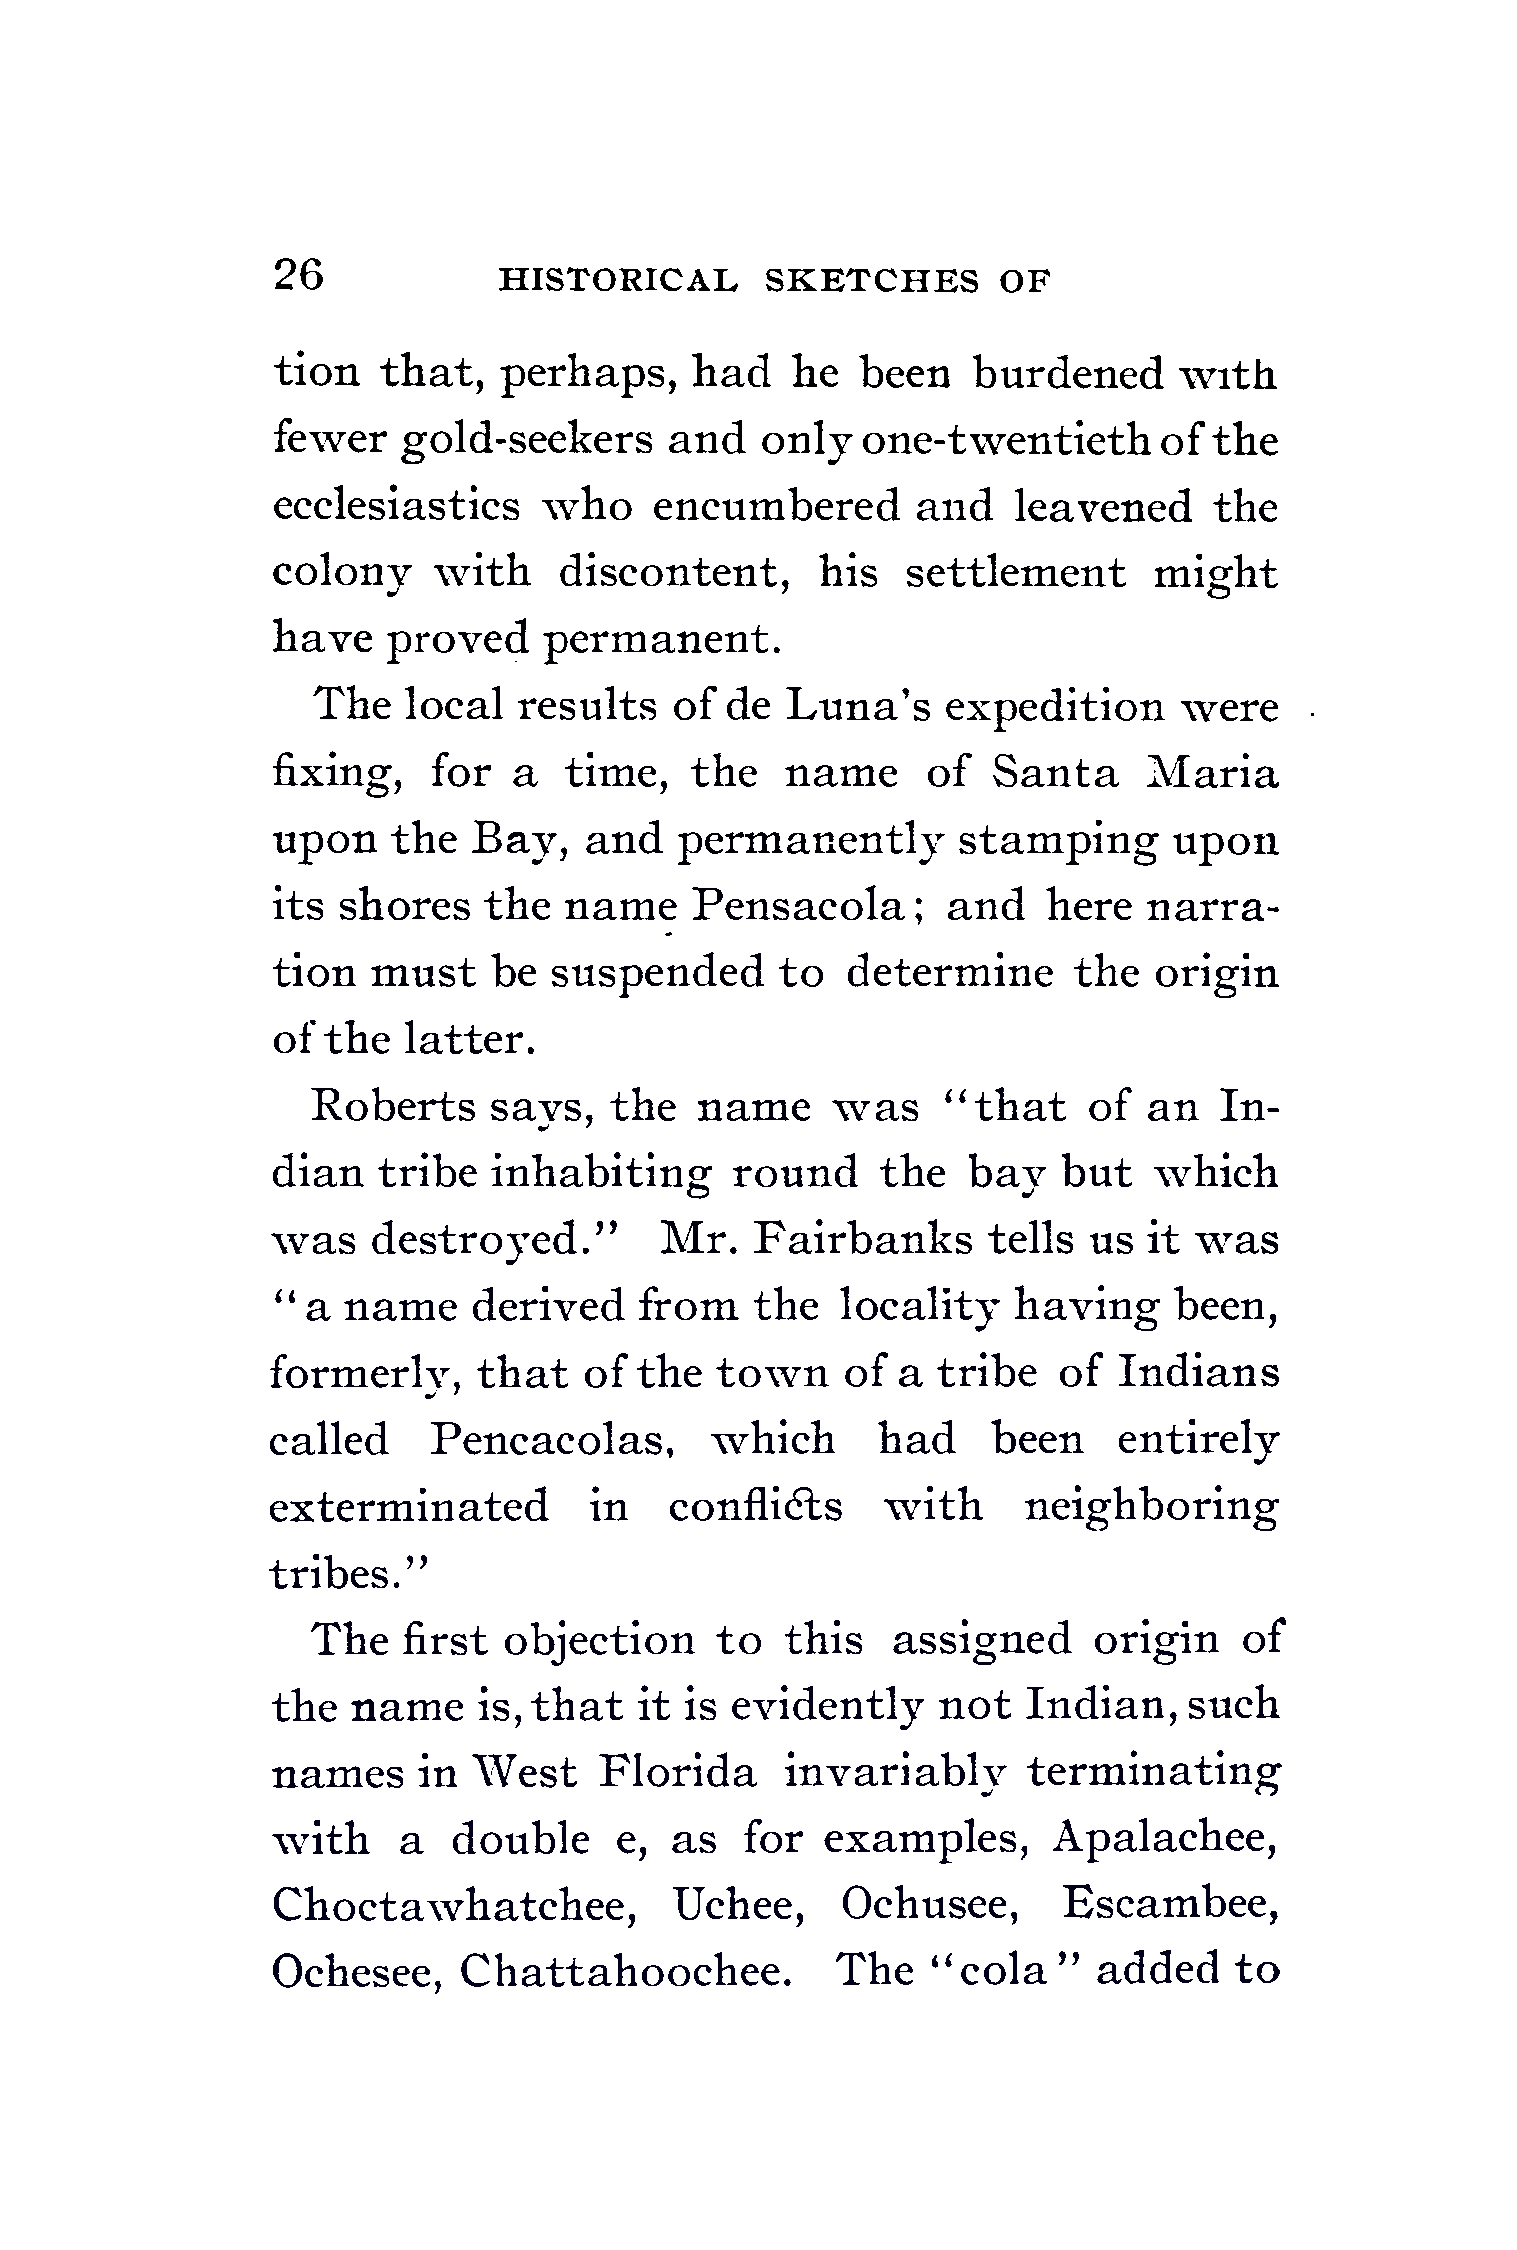 26 HISTORICAL SKETCHES OF
tion that, perhaps, had he been burdened with
fewer gold-seekers and only one-twentieth of the
ecclesiastics who encumbered and leavened the
colony with discontent, his settlement might
have proved permanent.
The local results of de Luna's expedition were
fixing, for a time, the name of Santa Maria
upon the Bay, and permanently stamping upon
its shores the name Pensacola; and here narra-
tion must be suspended to determine the origin
of the latter.
Roberts says, the name was “that of an In-
dian tribe inhabiting round the bay but which
was destroyed.” Mr. Fairbanks tells us it was
“a name derived from the locality having been,
formerly, that of the town of a tribe of Indians
called Pencacolas, which had been entirely
exterminated in conflicts with neighboring
tribes.”
The first objection to this assigned origin of
the name is, that it is evidently not Indian, such
names in West Florida invariably terminating
with a double e, as for examples, Apalachee,
Choctawhatchee, Uchee, Ochusee, Escambee,
Ochesee, Chattahoochee. The “cola” added to